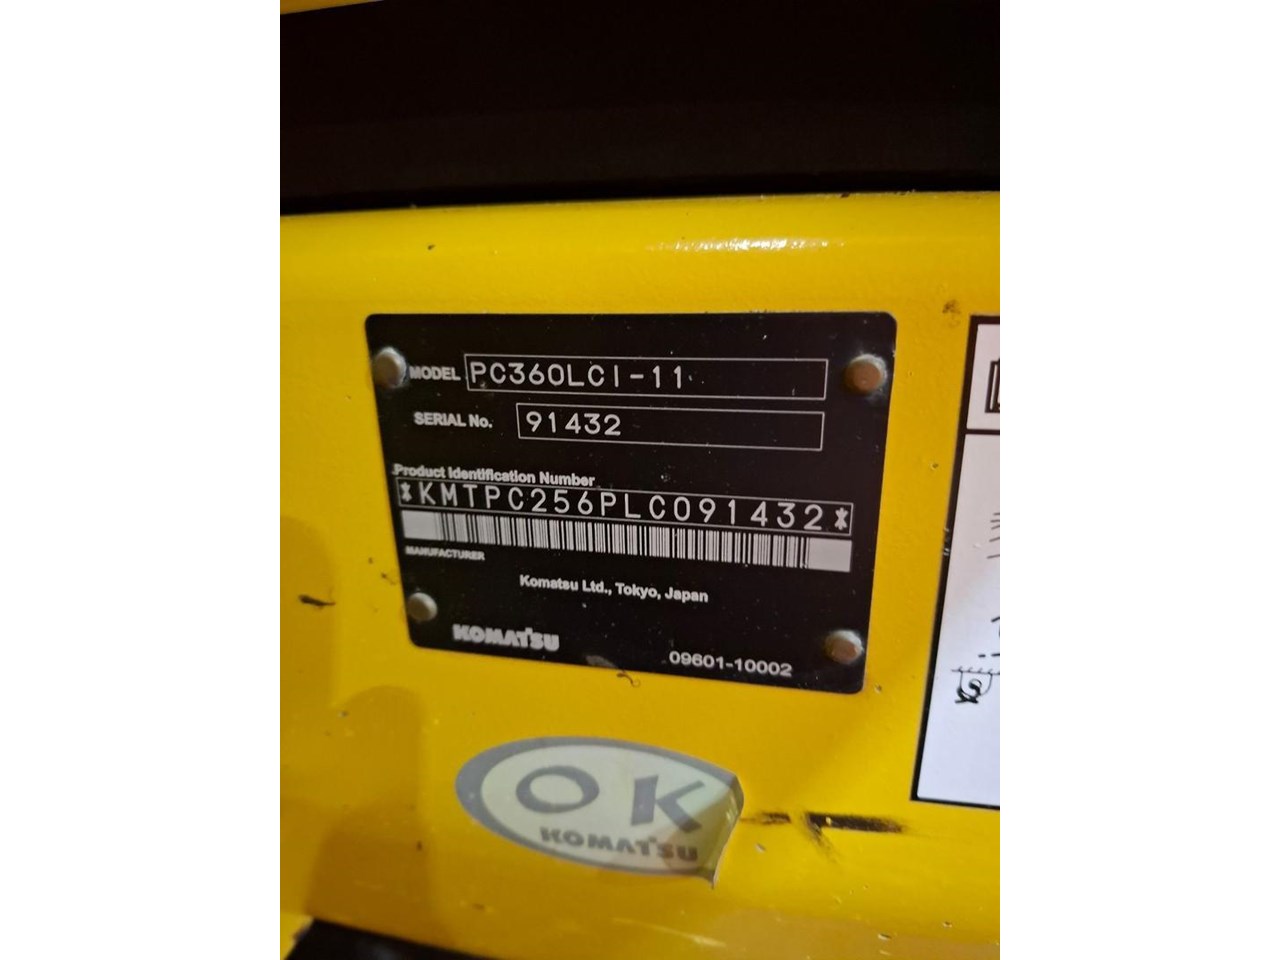 MODEL PC360LCI-11
SERIAL No. 91432
Product Identification Number
*KMTPC256PLC091432*
MANUFACTURER
Komatsu Ltd., Tokyo, Japan
KOMATSU
09601-10002
OK
KOMATSU